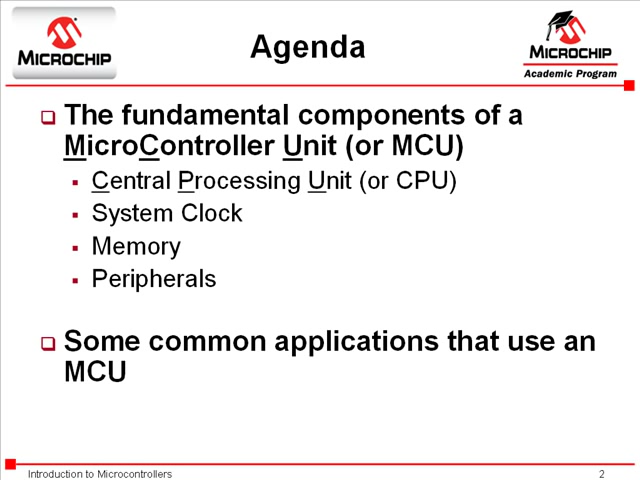 MICROCHIP
Agenda
MICROCHIP
Academic Program
The fundamental components of a
MicroController Unit (or MCU)
Central Processing Unit (or CPU)
System Clock
Memory
Peripherals
Some common applications that use an
MCU
Introduction to Microcontrollers
2